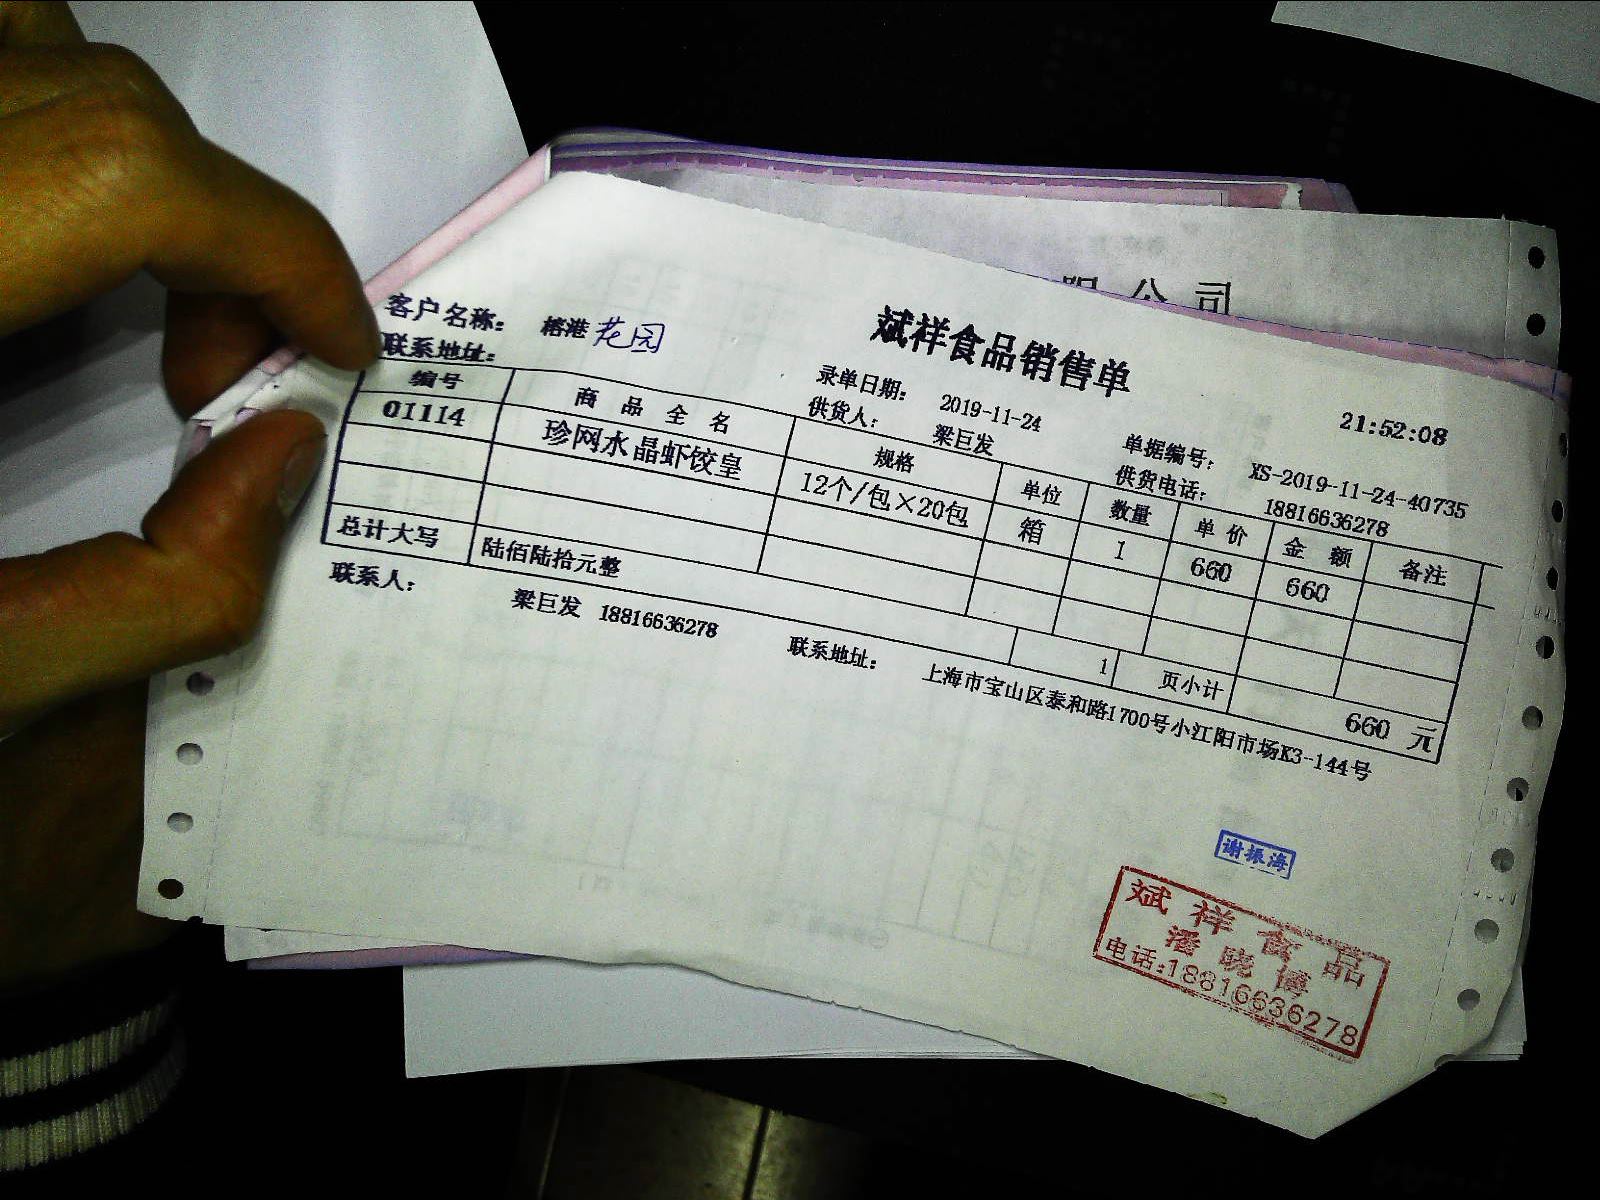 斌祥食品销售单
21:52:08
客户名称: 榕港花园 录单日期: 2019-11-24 单据编号: XS-2019-11-24-40735
联系地址: 供货人: 梁巨发 供货电话: 18816636278
编号 商品全名 规格 单位 数量 单价 金额 备注
01114 珍网水晶虾饺皇 12个/包×20包 箱 1 660 660
总计大写 陆佰陆拾元整 1 页小计 660 元
联系人: 梁巨发 18816636278 联系地址: 上海市宝山区泰和路1700号小江阳市场K3-144号
谢振海
斌祥食品
潘晓博
电话:18816636278
公司